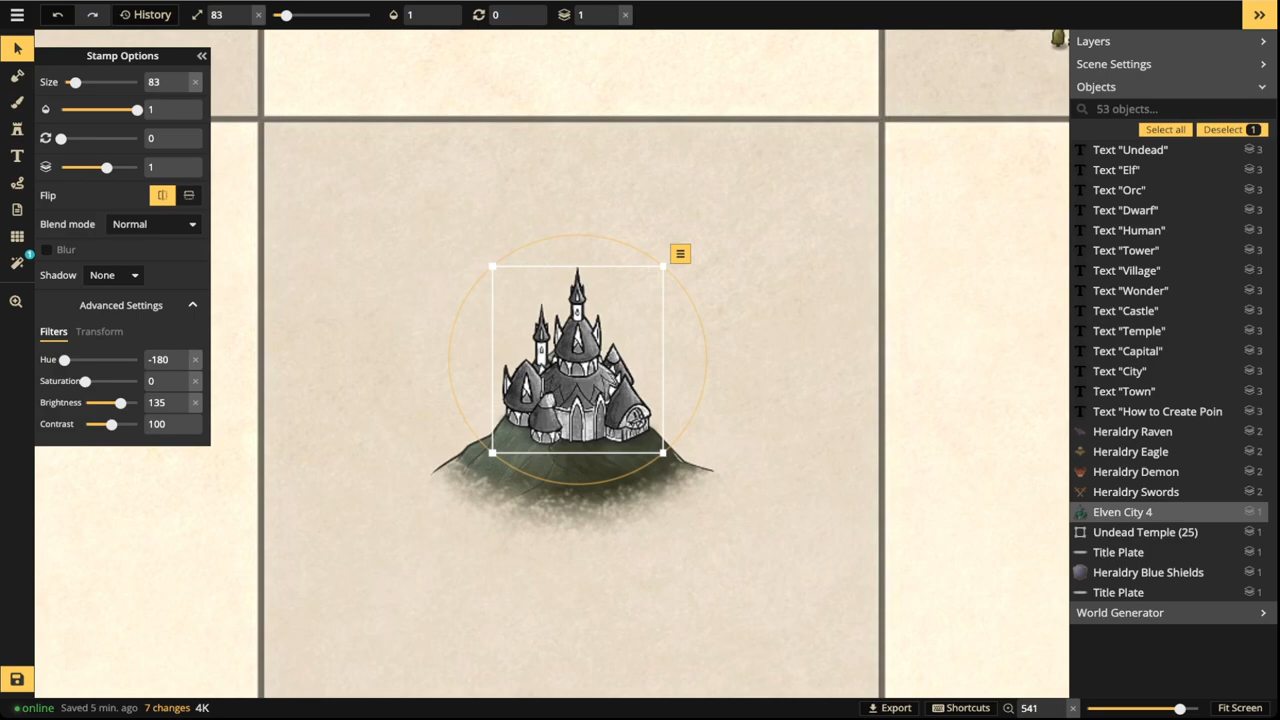 History 83 × 1 0 1 ×
Stamp Options
Size 83 ×
1
0
1
Flip
Blend mode Normal
Blur
Shadow None
Advanced Settings
Filters Transform
Hue -180 ×
Saturation 0 ×
Brightness 135 ×
Contrast 100
1
Layers
Scene Settings
Objects
53 objects...
Select all Deselect 1
Text "Undead" 3
Text "Elf" 3
Text "Orc" 3
Text "Dwarf" 3
Text "Human" 3
Text "Tower" 3
Text "Village" 3
Text "Wonder" 3
Text "Castle" 3
Text "Temple" 3
Text "Capital" 3
Text "City" 3
Text "Town" 3
Text "How to Create Poin 3
Heraldry Raven 2
Heraldry Eagle 2
Heraldry Demon 2
Heraldry Swords 2
Elven City 4 1
Undead Temple (25) 1
Title Plate 1
Heraldry Blue Shields 1
Title Plate 1
World Generator
online Saved 5 min. ago 7 changes 4K Export Shortcuts 541 × Fit Screen